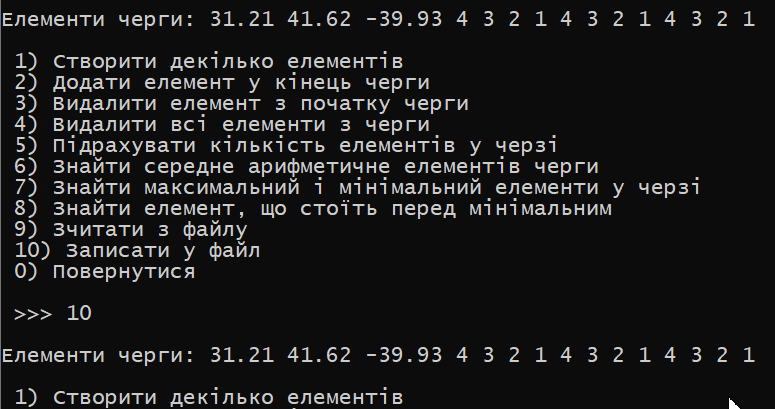 Елементи черги: 31.21 41.62 -39.93 4 3 2 1 4 3 2 1 4 3 2 1
1) Створити декілько елементів
2) Додати елемент у кінець черги
3) Видалити елемент з початку черги
4) Видалити всі елементи з черги
5) Підрахувати кількість елементів у черзі
6) Знайти середне арифметичне елементів черги
7) Знайти максимальний і мінімальний елементи у черзі
8) Знайти елемент, що стоїть перед мінімальним
9) Зчитати з файлу
10) Записати у файл
0) Повернутися
>>> 10
Елементи черги: 31.21 41.62 -39.93 4 3 2 1 4 3 2 1 4 3 2 1
1) Створити декілько елементів